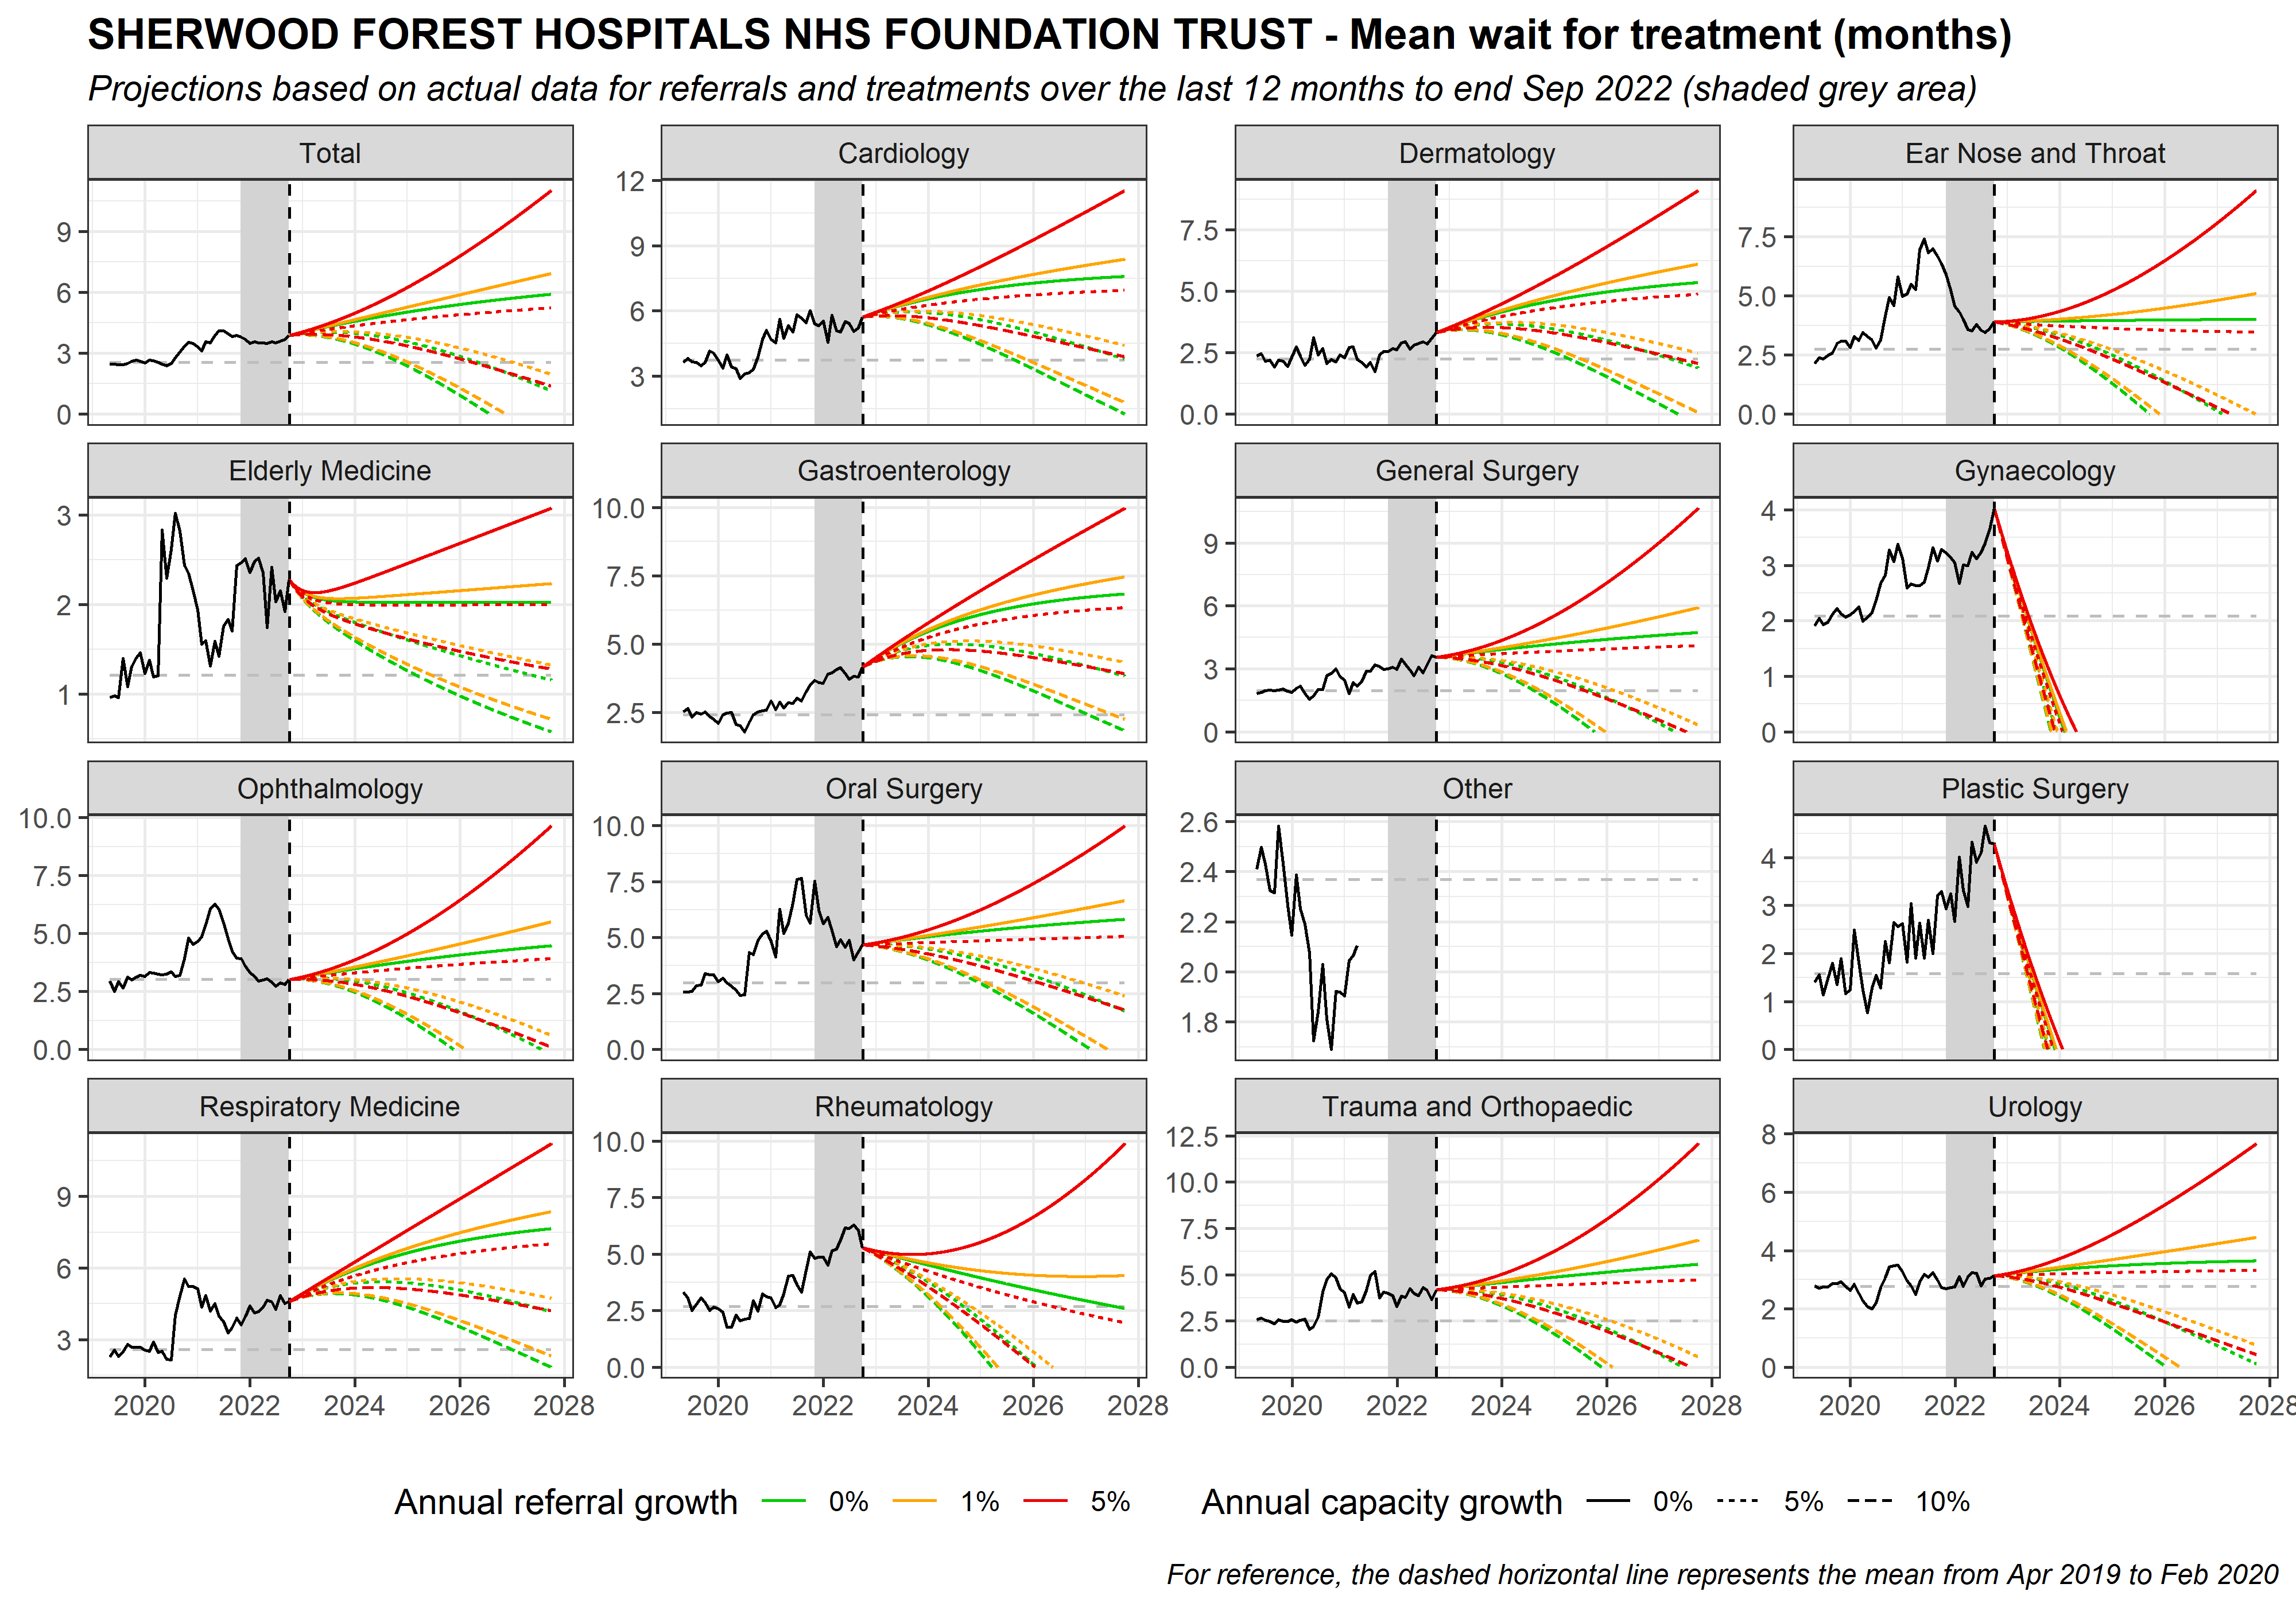 SHERWOOD FOREST HOSPITALS NHS FOUNDATION TRUST - Mean wait for treatment (months)
Projections based on actual data for referrals and treatments over the last 12 months to end Sep 2022 (shaded grey area)
Total
Cardiology
Dermatology
Ear Nose and Throat
9
6
3
0
12
9
6
3
7.5
5.0
2.5
0.0
7.5
5.0
2.5
0.0
Elderly Medicine
Gastroenterology
General Surgery
Gynaecology
3
2
1
10.0
7.5
5.0
2.5
9
6
3
0
4
3
2
1
0
Ophthalmology
Oral Surgery
Other
Plastic Surgery
10.0
7.5
5.0
2.5
0.0
10.0
7.5
5.0
2.5
0.0
2.6
2.4
2.2
2.0
1.8
4
3
2
1
0
Respiratory Medicine
Rheumatology
Trauma and Orthopaedic
Urology
9
6
3
10.0
7.5
5.0
2.5
0.0
12.5
10.0
7.5
5.0
2.5
0.0
8
6
4
2
0
2020 2022 2024 2026 2028
2020 2022 2024 2026 2028
2020 2022 2024 2026 2028
2020 2022 2024 2026 2028
Annual referral growth 0% 1% 5%
Annual capacity growth 0% 5% 10%
For reference, the dashed horizontal line represents the mean from Apr 2019 to Feb 2020